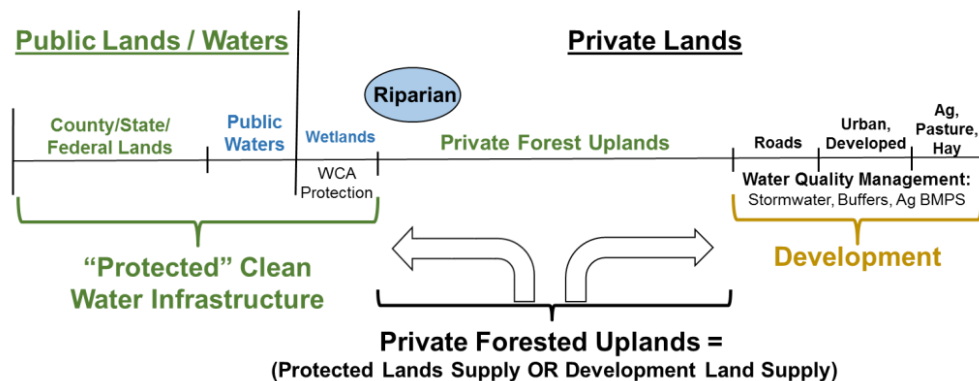 Public Lands / Waters
Private Lands
Riparian
County/State/
Federal Lands
Public
Waters
Wetlands
Private Forest Uplands
Roads
Urban,
Developed
Ag,
Pasture,
Hay
WCA
Protection
Water Quality Management:
Stormwater, Buffers, Ag BMPS
“Protected” Clean
Water Infrastructure
Development
Private Forested Uplands =
(Protected Lands Supply OR Development Land Supply)